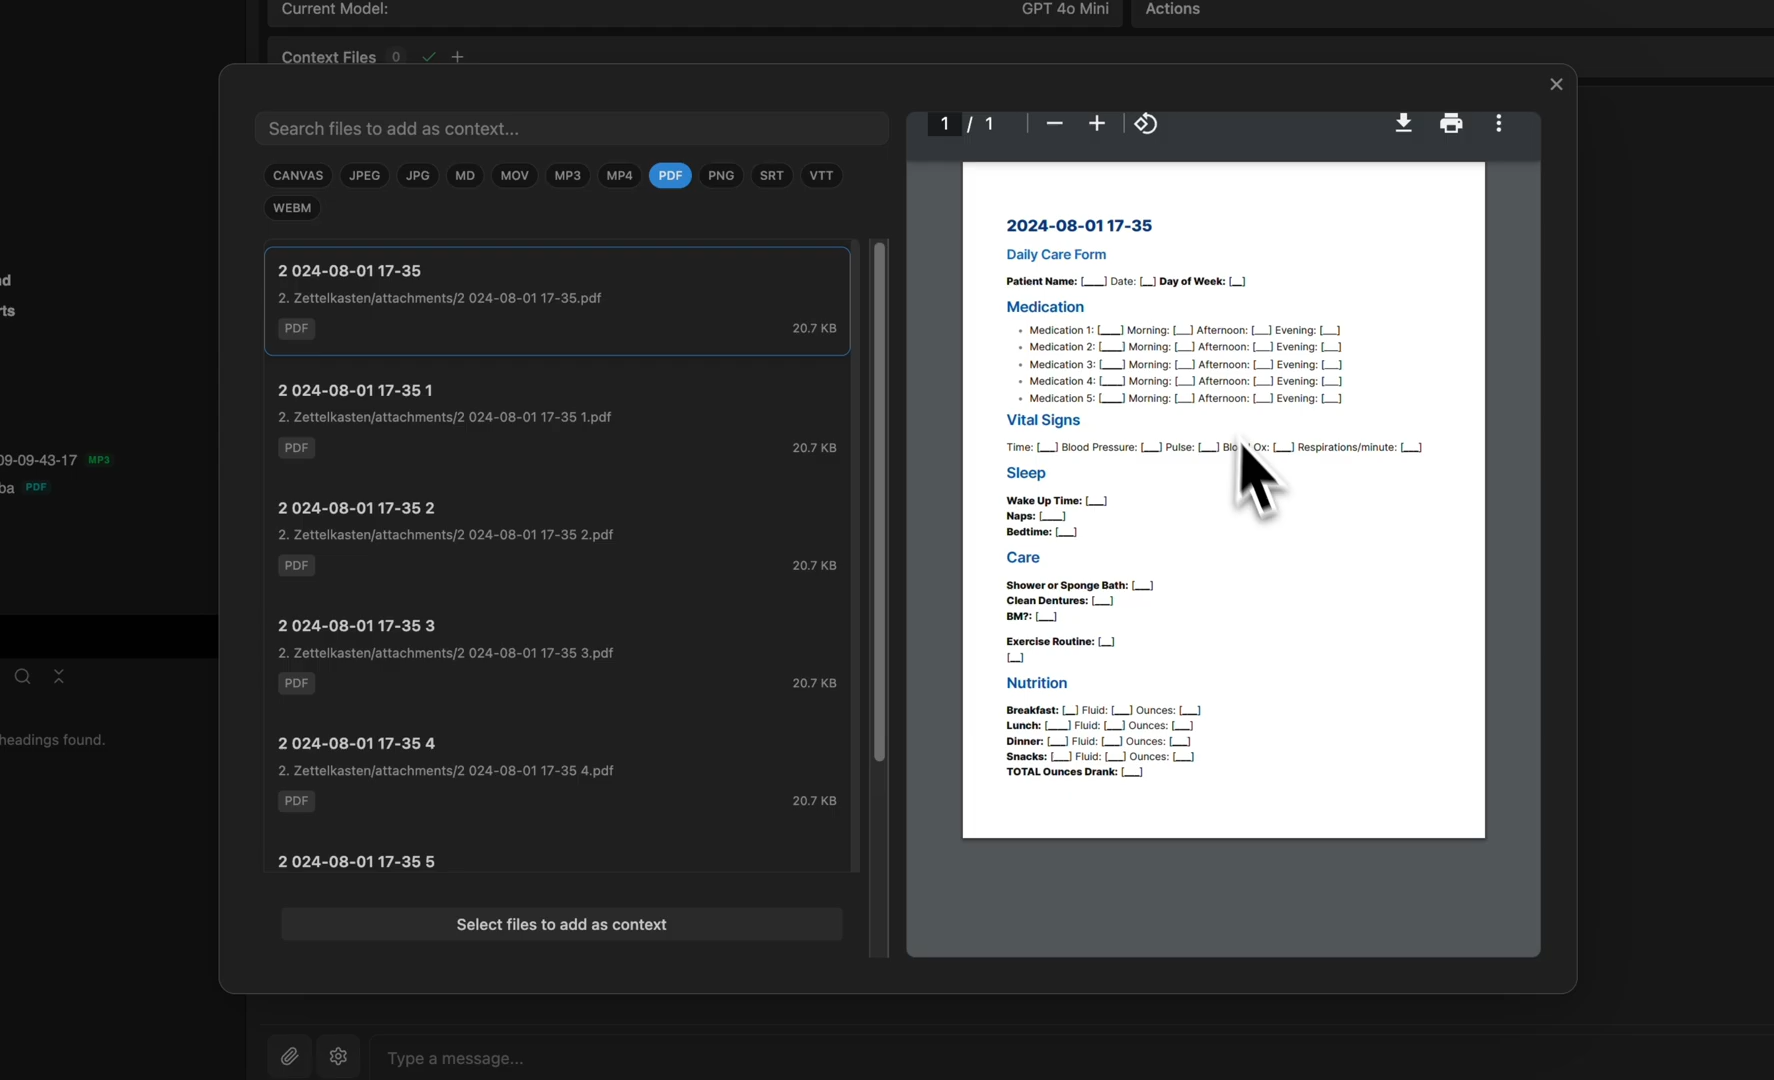 Current Model:
GPT 4o Mini
Actions
Context Files 0
Search files to add as context...
CANVAS JPEG JPG MD MOV MP3 MP4 PDF PNG SRT VTT
WEBM
2 024-08-01 17-35
2. Zettelkasten/attachments/2 024-08-01 17-35.pdf
PDF 20.7 KB
2 024-08-01 17-35 1
2. Zettelkasten/attachments/2 024-08-01 17-35 1.pdf
PDF 20.7 KB
2 024-08-01 17-35 2
2. Zettelkasten/attachments/2 024-08-01 17-35 2.pdf
PDF 20.7 KB
2 024-08-01 17-35 3
2. Zettelkasten/attachments/2 024-08-01 17-35 3.pdf
PDF 20.7 KB
2 024-08-01 17-35 4
2. Zettelkasten/attachments/2 024-08-01 17-35 4.pdf
PDF 20.7 KB
2 024-08-01 17-35 5
Select files to add as context
1 / 1
2024-08-01 17-35
Daily Care Form
Patient Name: [____] Date: [__] Day of Week: [__]
Medication
• Medication 1: [____] Morning: [___] Afternoon: [___] Evening: [___]
• Medication 2: [____] Morning: [___] Afternoon: [___] Evening: [___]
• Medication 3: [____] Morning: [___] Afternoon: [___] Evening: [___]
• Medication 4: [____] Morning: [___] Afternoon: [___] Evening: [___]
• Medication 5: [____] Morning: [___] Afternoon: [___] Evening: [___]
Vital Signs
Time: [___] Blood Pressure: [___] Pulse: [___] Ox: [___] Respirations/minute: [___]
Sleep
Wake Up Time: [___]
Naps: [____]
Bedtime: [___]
Care
Shower or Sponge Bath: [___]
Clean Dentures: [___]
BM?: [___]
Exercise Routine: [__]
[__]
Nutrition
Breakfast: [__] Fluid: [___] Ounces: [___]
Lunch: [____] Fluid: [___] Ounces: [___]
Dinner: [___] Fluid: [___] Ounces: [___]
Snacks: [___] Fluid: [___] Ounces: [___]
TOTAL Ounces Drank: [___]
09-09-43-17 MP3
ba PDF
headings found.
Type a message...